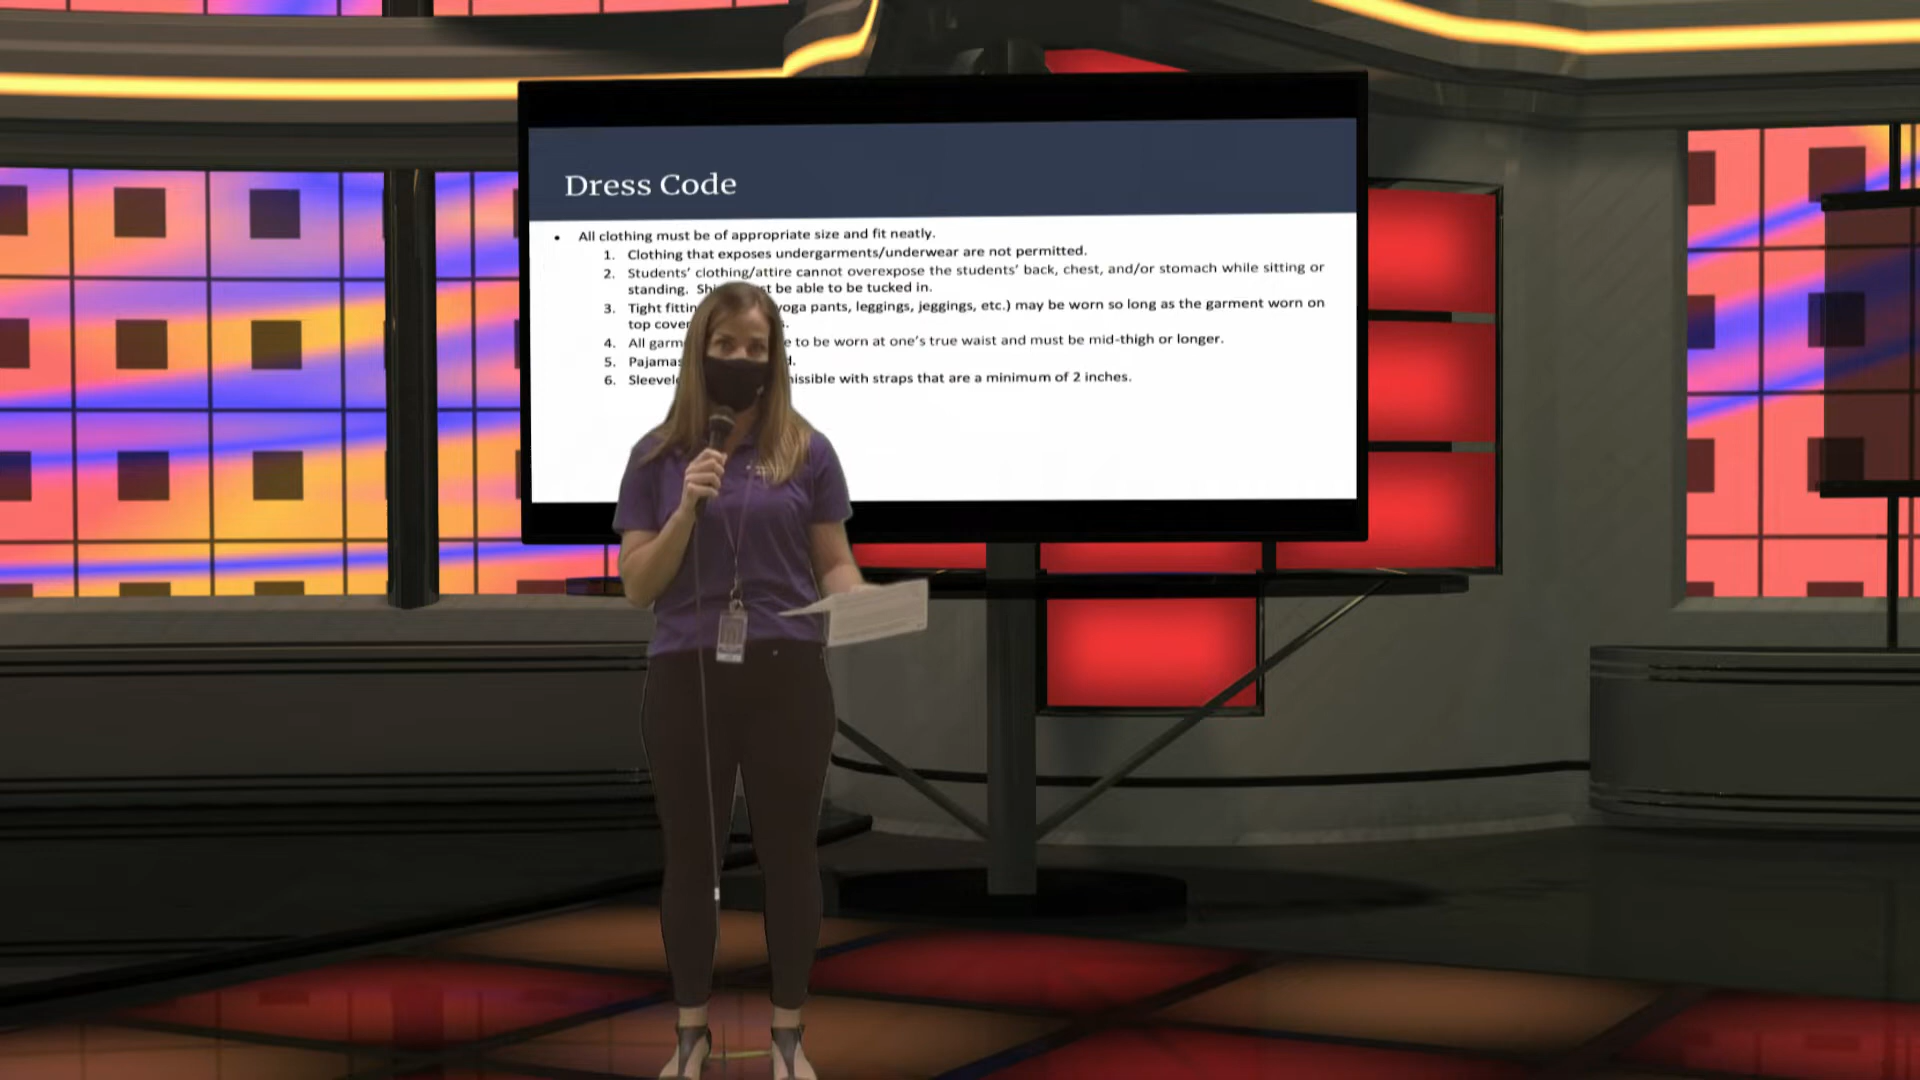 Dress Code
• All clothing must be of appropriate size and fit neatly.
1. Clothing that exposes undergarments/underwear are not permitted.
2. Students' clothing/attire cannot overexpose the students' back, chest, and/or stomach while sitting or
standing. be able to be tucked in.
3. Tight yoga pants, leggings, jeggings, etc.) may be worn so long as the garment worn on
top
4. All to be worn at one's true waist and must be mid-thigh or longer.
5. Pajamas
6. with straps that are a minimum of 2 inches.